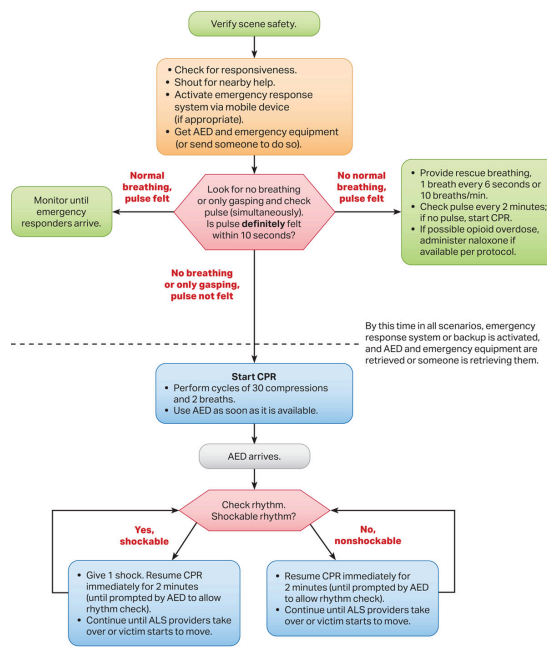 Verify scene safety.
• Check for responsiveness.
• Shout for nearby help.
• Activate emergency response
system via mobile device
(if appropriate).
• Get AED and emergency equipment
(or send someone to do so).
Normal
breathing,
pulse felt
Monitor until
emergency
responders arrive.
Look for no breathing
or only gasping and check
pulse (simultaneously).
Is pulse definitely felt
within 10 seconds?
No normal
breathing,
pulse felt
• Provide rescue breathing,
1 breath every 6 seconds or
10 breaths/min.
• Check pulse every 2 minutes;
if no pulse, start CPR.
• If possible opioid overdose,
administer naloxone if
available per protocol.
No breathing
or only gasping,
pulse not felt
By this time in all scenarios, emergency
response system or backup is activated,
and AED and emergency equipment are
retrieved or someone is retrieving them.
Start CPR
• Perform cycles of 30 compressions
and 2 breaths.
• Use AED as soon as it is available.
AED arrives.
Check rhythm.
Shockable rhythm?
Yes,
shockable
No,
nonshockable
• Give 1 shock. Resume CPR
immediately for 2 minutes
(until prompted by AED to allow
rhythm check).
• Continue until ALS providers take
over or victim starts to move.
• Resume CPR immediately for
2 minutes (until prompted by AED
to allow rhythm check).
• Continue until ALS providers take
over or victim starts to move.